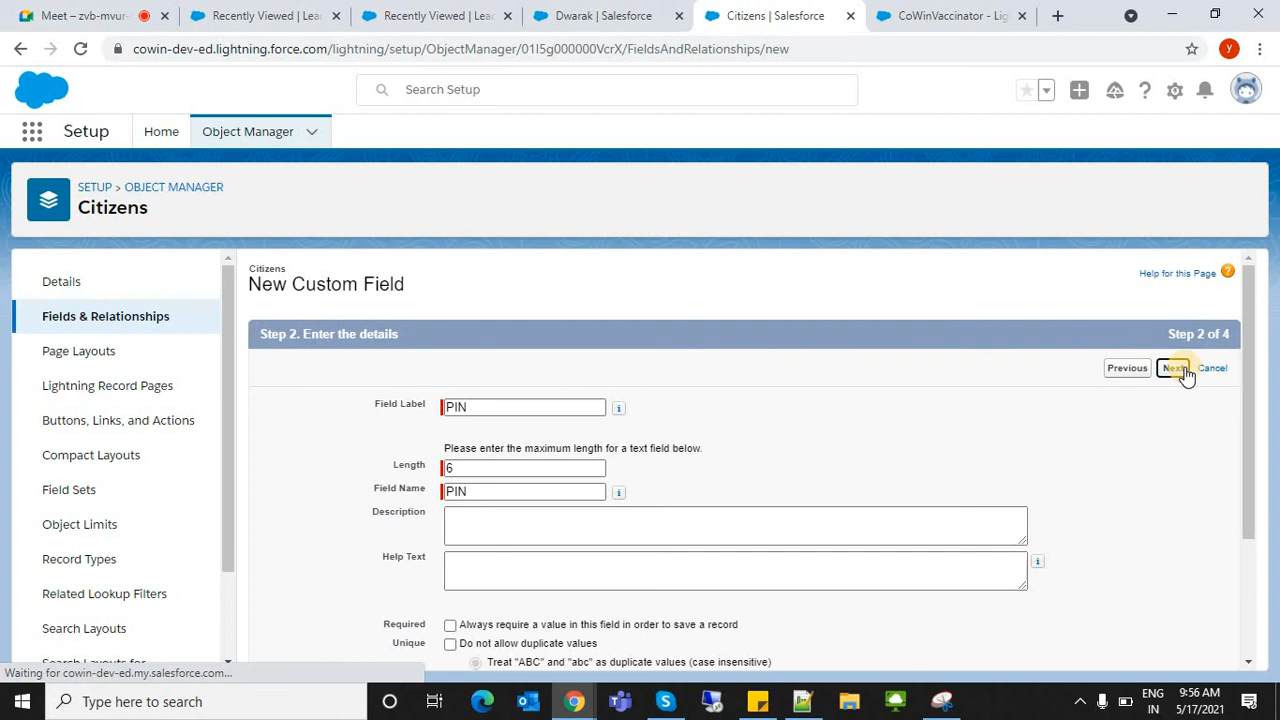 Meet – zvb-mvur-
Recently Viewed | Lea
Recently Viewed | Lea
Dwarak | Salesforce
Citizens | Salesforce
CoWinVaccinator - Lig
cowin-dev-ed.lightning.force.com/lightning/setup/ObjectManager/01I5g000000VcrX/FieldsAndRelationships/new
y
Search Setup
Setup
Home
Object Manager
SETUP > OBJECT MANAGER
Citizens
Details
Fields & Relationships
Page Layouts
Lightning Record Pages
Buttons, Links, and Actions
Compact Layouts
Field Sets
Object Limits
Record Types
Related Lookup Filters
Search Layouts
Search Layouts for
Citizens
New Custom Field
Help for this Page
Step 2. Enter the details
Step 2 of 4
Previous
Next
Cancel
Field Label
PIN
Please enter the maximum length for a text field below.
Length
6
Field Name
PIN
Description
Help Text
Required
Always require a value in this field in order to save a record
Unique
Do not allow duplicate values
Treat "ABC" and "abc" as duplicate values (case insensitive)
Waiting for cowin-dev-ed.my.salesforce.com...
Type here to search
ENG
IN
9:56 AM
5/17/2021